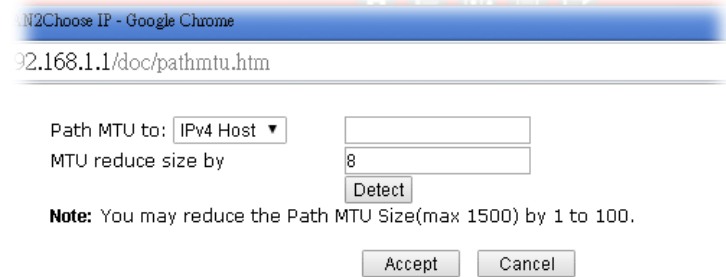 AN2Choose IP - Google Chrome
92.168.1.1/doc/pathmtu.htm
Path MTU to: IPv4 Host ▼
MTU reduce size by 8
Detect
Note: You may reduce the Path MTU Size(max 1500) by 1 to 100.
Accept Cancel